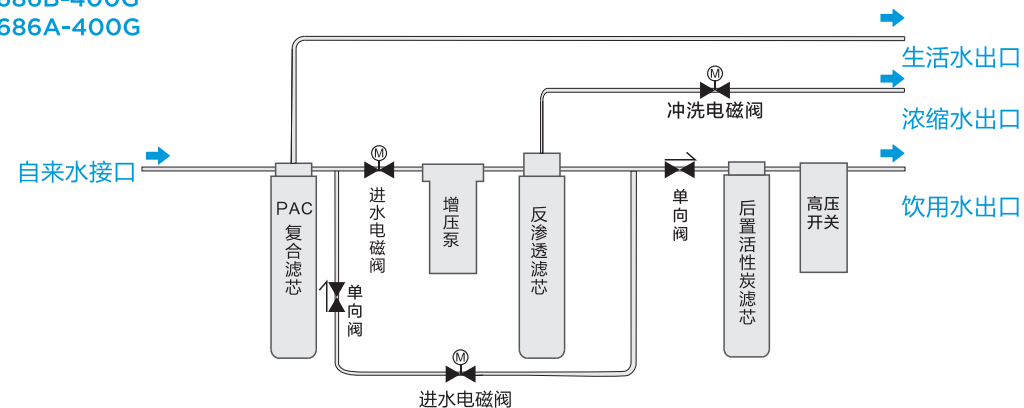 686B-400G
686A-400G
生活水出口
M
冲洗电磁阀
浓缩水出口
自来水接口
M
进水电磁阀
饮用水出口
PAC
复合滤芯
增压泵
反渗透滤芯
单向阀
后置活性炭滤芯
高压
开关
单向阀
M
进水电磁阀